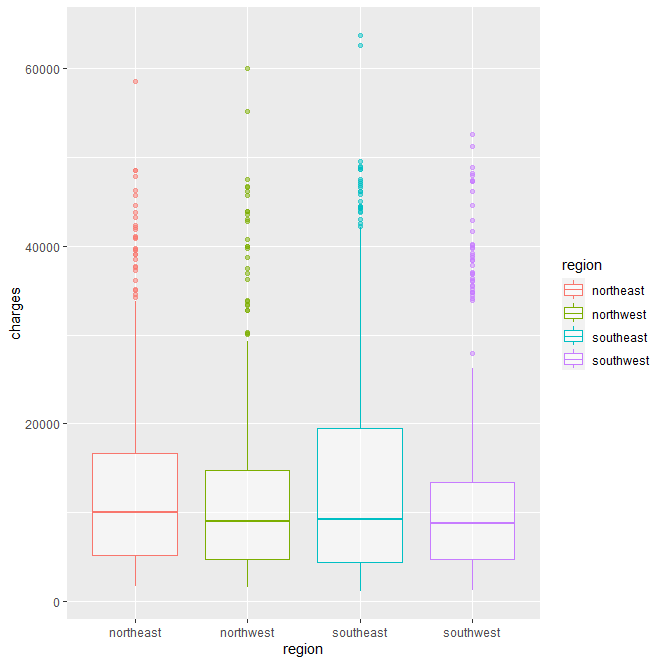 60000
40000
20000
0
charges
northeast
northwest
southeast
southwest
region
region
northeast
northwest
southeast
southwest